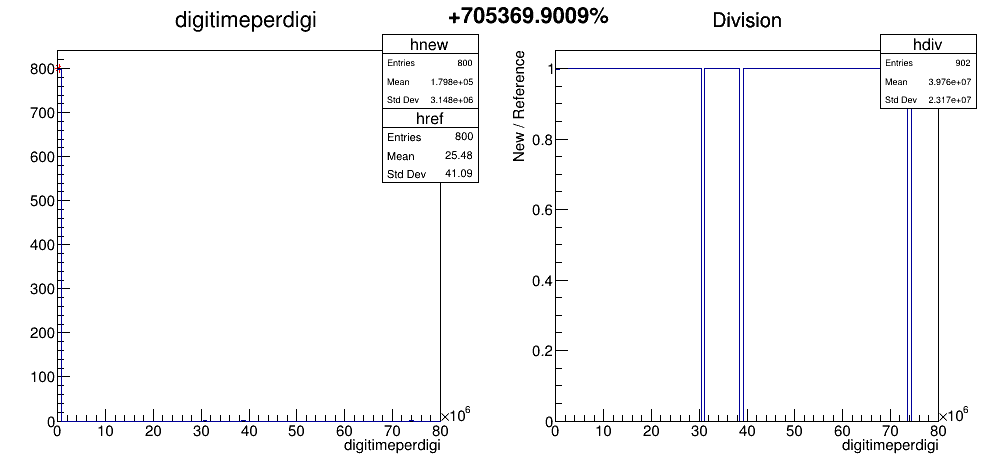 +705369.9009%
digitimeperdigi
hnew
Entries 800
Mean 1.798e+05
Std Dev 3.148e+06
href
Entries 800
Mean 25.48
Std Dev 41.09
800
700
600
500
400
300
200
100
0
0 10 20 30 40 50 60 70 80
×10⁶
digitimeperdigi
Division
hdiv
Entries 902
Mean 3.976e+07
Std Dev 2.317e+07
New / Reference
1
0.8
0.6
0.4
0.2
0
0 10 20 30 40 50 60 70 80
×10⁶
digitimeperdigi